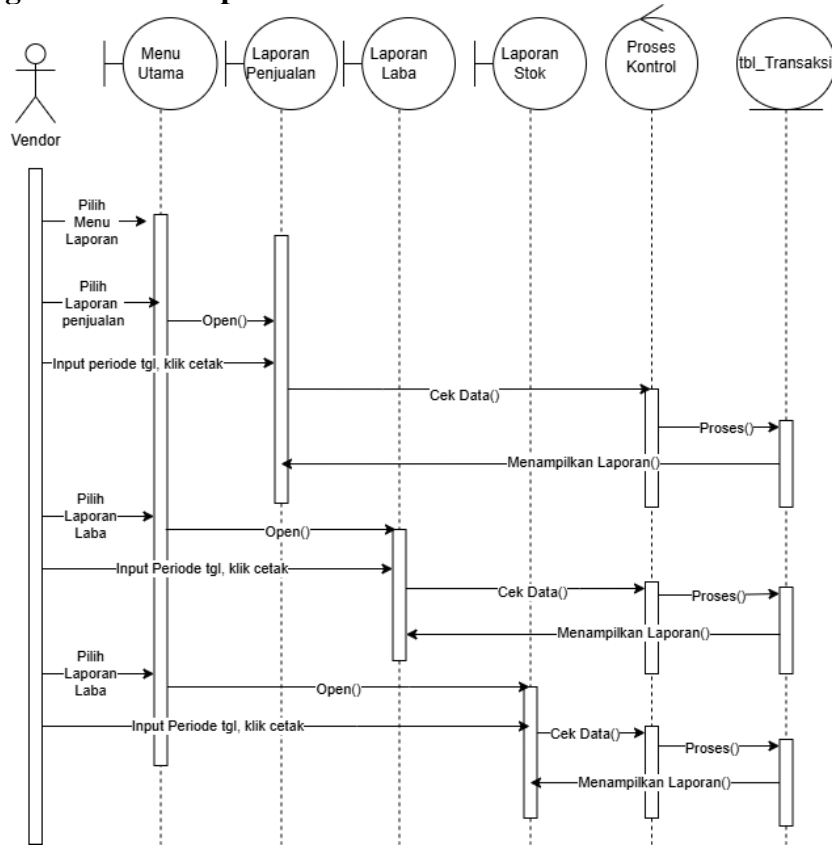 Menu
Utama
Laporan
Penjualan
Laporan
Laba
Laporan
Stok
Proses
Kontrol
tbl_Transaksi
Vendor
Pilih
Menu
Laporan
Pilih
Laporan
penjualan
Open()
Input periode tgl, klik cetak
Cek Data()
Proses()
Menampilkan Laporan()
Pilih
Laporan
Laba
Open()
Input Periode tgl, klik cetak
Cek Data()
Proses()
Menampilkan Laporan()
Pilih
Laporan
Laba
Open()
Input Periode tgl, klik cetak
Cek Data()
Proses()
Menampilkan Laporan()